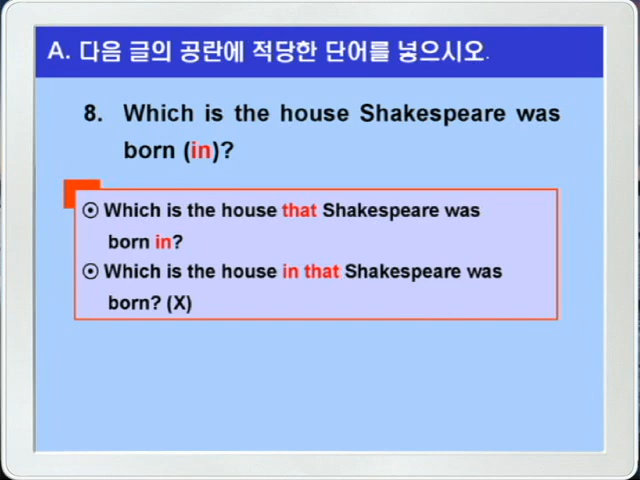 A. 다음 글의 공란에 적당한 단어를 넣으시오.
8. Which is the house Shakespeare was
born (in)?
⊙ Which is the house that Shakespeare was
born in?
⊙ Which is the house in that Shakespeare was
born? (X)